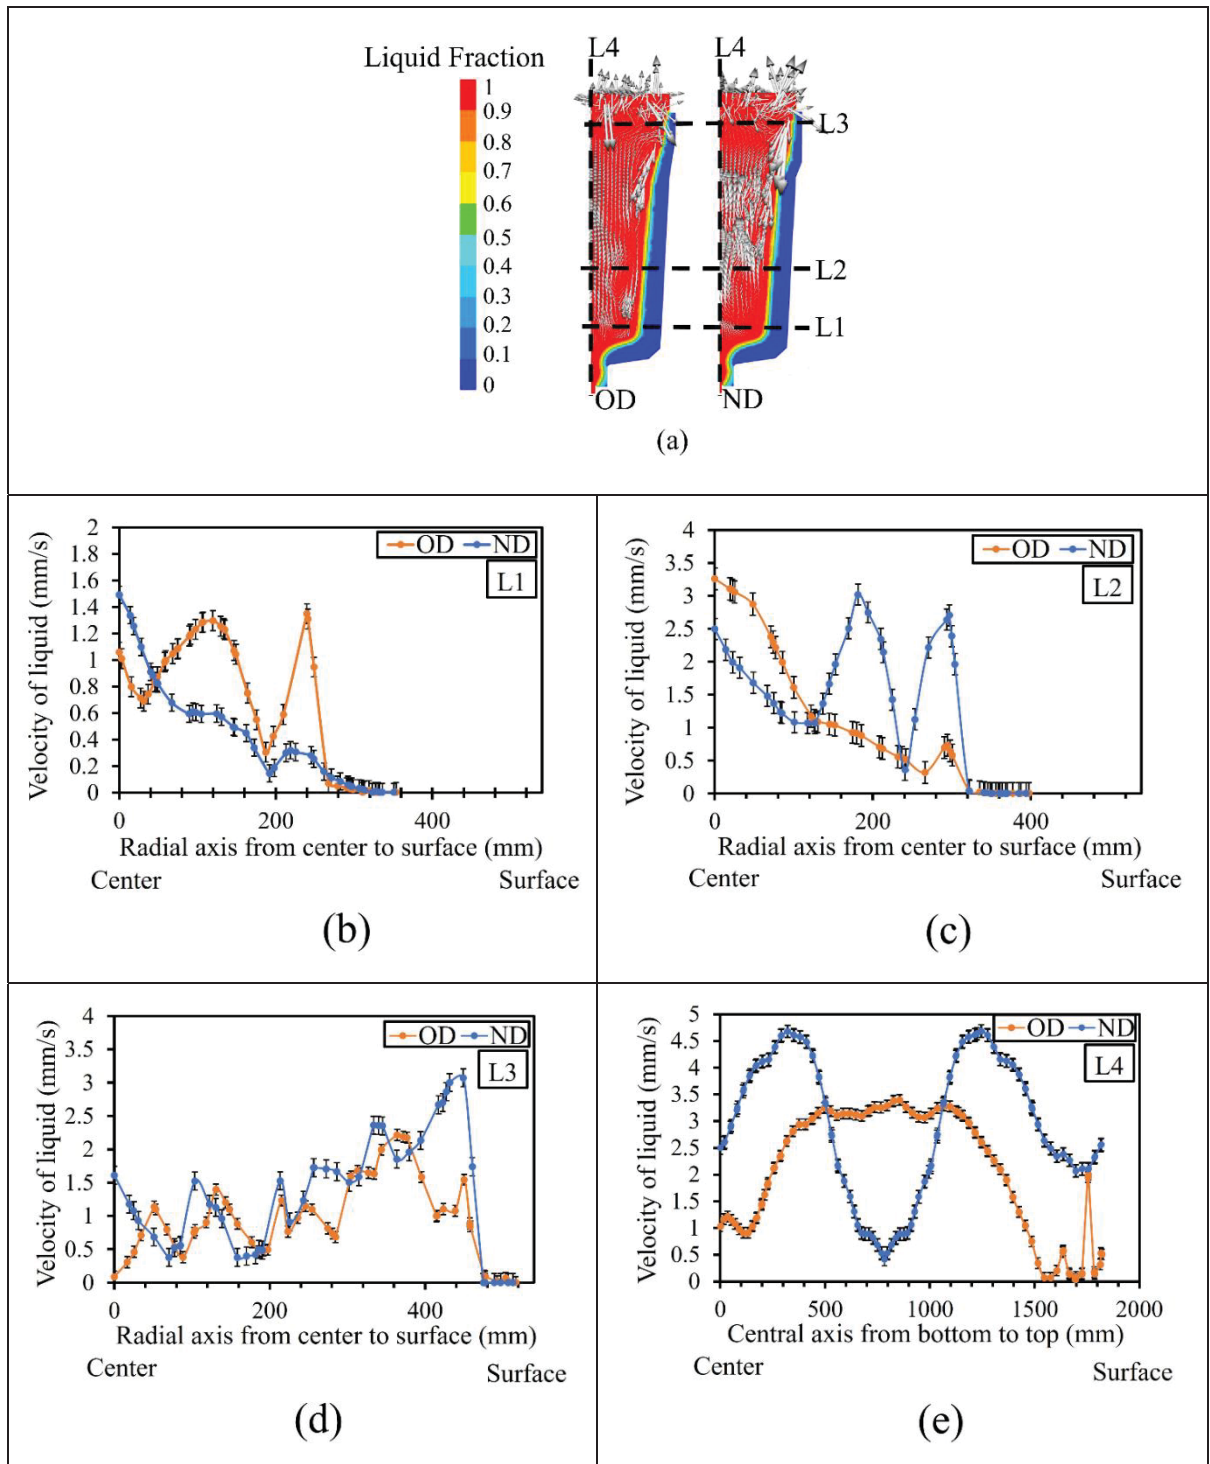 L4 L4
Liquid Fraction
1
0.9
0.8
0.7
0.6
0.5
0.4
0.3
0.2
0.1
0
L3
L2
L1
OD ND
(a)
Velocity of liquid (mm/s)
2
1.8
1.6
1.4
1.2
1
0.8
0.6
0.4
0.2
0
OD ND
L1
0 200 400
Radial axis from center to surface (mm)
Center Surface
(b)
Velocity of liquid (mm/s)
4
3.5
3
2.5
2
1.5
1
0.5
0
OD ND
L2
0 200 400
Radial axis from center to surface (mm)
Center Surface
(c)
Velocity of liquid (mm/s)
4
3.5
3
2.5
2
1.5
1
0.5
0
OD ND
L3
0 200 400
Radial axis from center to surface (mm)
Center Surface
(d)
Velocity of liquid (mm/s)
5
4.5
4
3.5
3
2.5
2
1.5
1
0.5
0
OD ND
L4
0 500 1000 1500 2000
Central axis from bottom to top (mm)
Center Surface
(e)